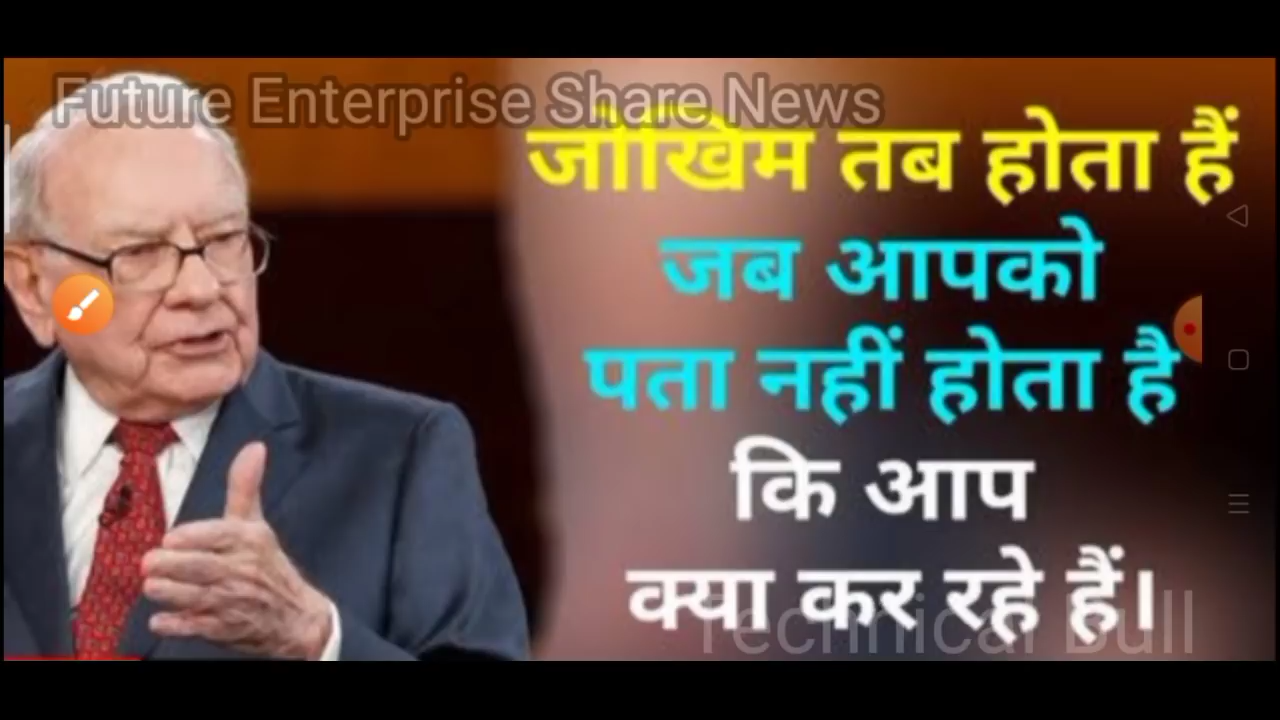 Future Enterprise Share News
जोखिम तब होता हैं
जब आपको
पता नहीं होता है
कि आप
क्या कर रहे हैं।
Technical Bull